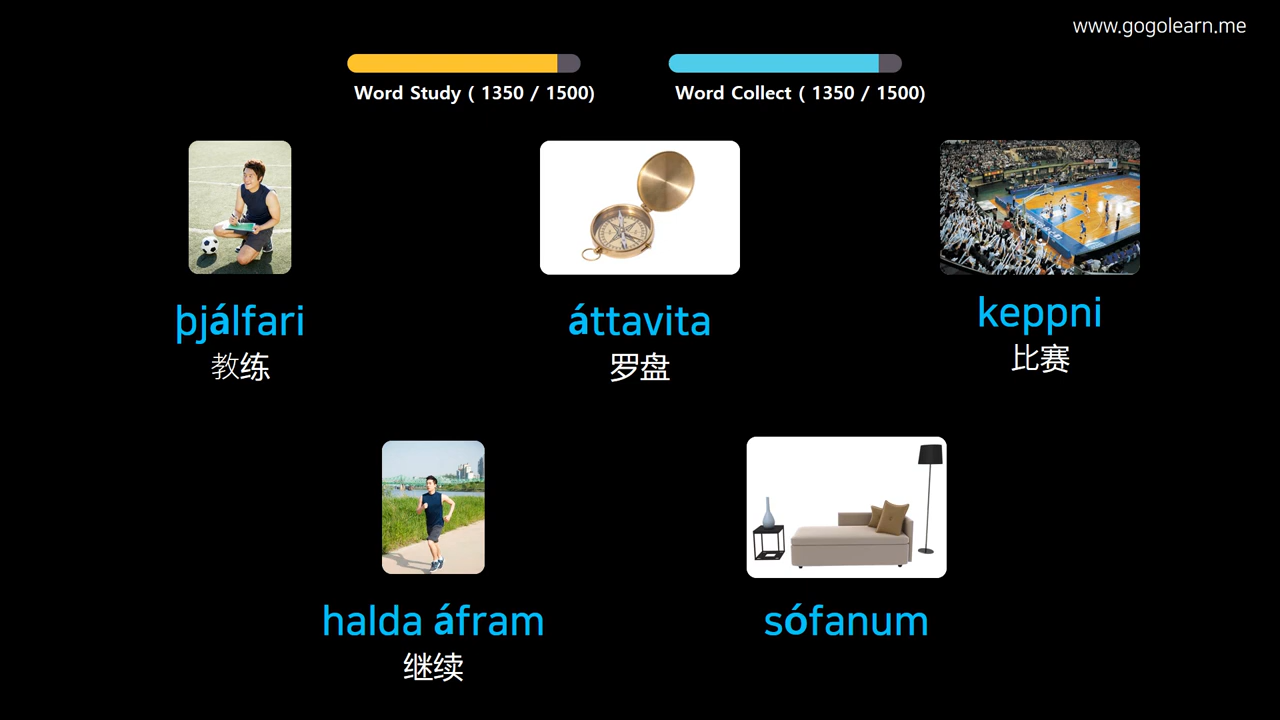 www.gogolearn.me
Word Study ( 1350 / 1500)
Word Collect ( 1350 / 1500)
þjálfari
教练
áttavita
罗盘
keppni
比赛
halda áfram
继续
sófanum